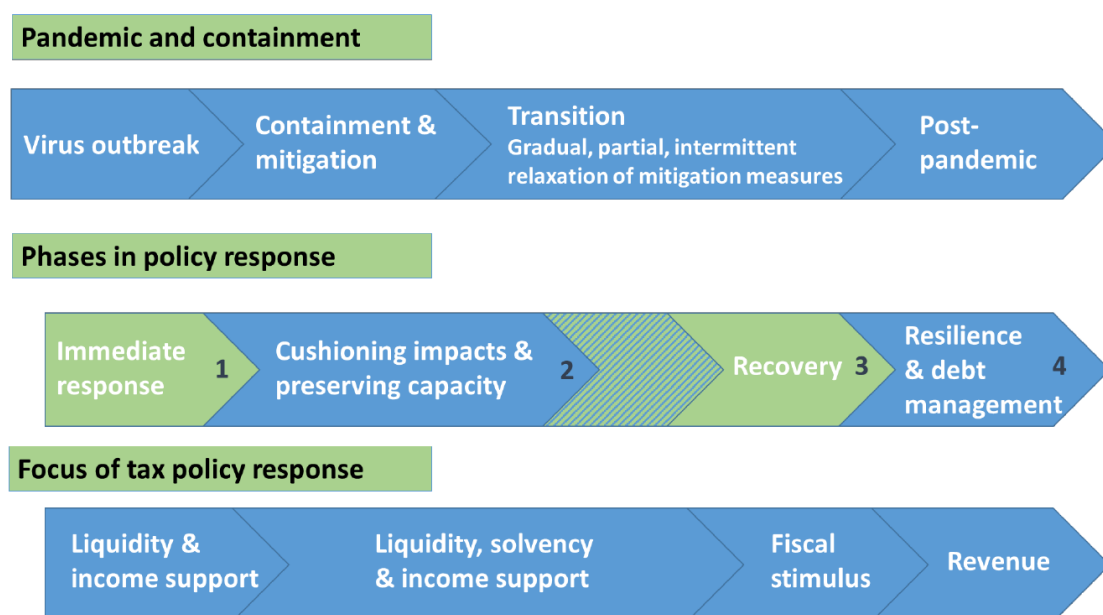 Pandemic and containment
Virus outbreak
Containment &
mitigation
Transition
Gradual, partial, intermittent
relaxation of mitigation measures
Post-
pandemic
Phases in policy response
Immediate
response
1
Cushioning impacts &
preserving capacity
2
Recovery
3
Resilience
& debt
management
4
Focus of tax policy response
Liquidity &
income support
Liquidity, solvency
& income support
Fiscal
stimulus
Revenue